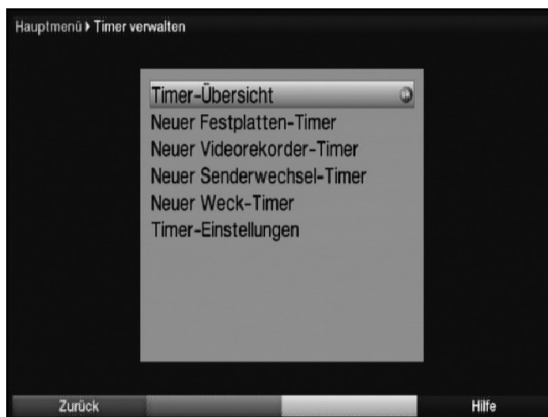 Hauptmenü Timer verwalten
Timer-Übersicht
Neuer Festplatten-Timer
Neuer Videorekorder-Timer
Neuer Senderwechsel-Timer
Neuer Weck-Timer
Timer-Einstellungen
Zurück Hilfe